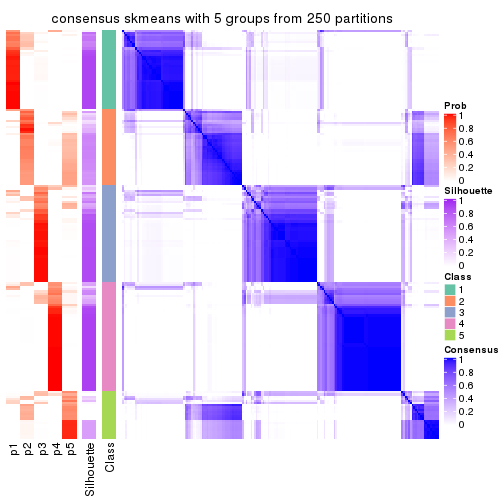 consensus skmeans with 5 groups from 250 partitions
Prob
1
0.8
0.6
0.4
0.2
0
Silhouette
1
0.8
0.6
0.4
0.2
0
Class
1
2
3
4
5
Consensus
1
0.8
0.6
0.4
0.2
0
p1
p2
p3
p4
p5
Silhouette
Class